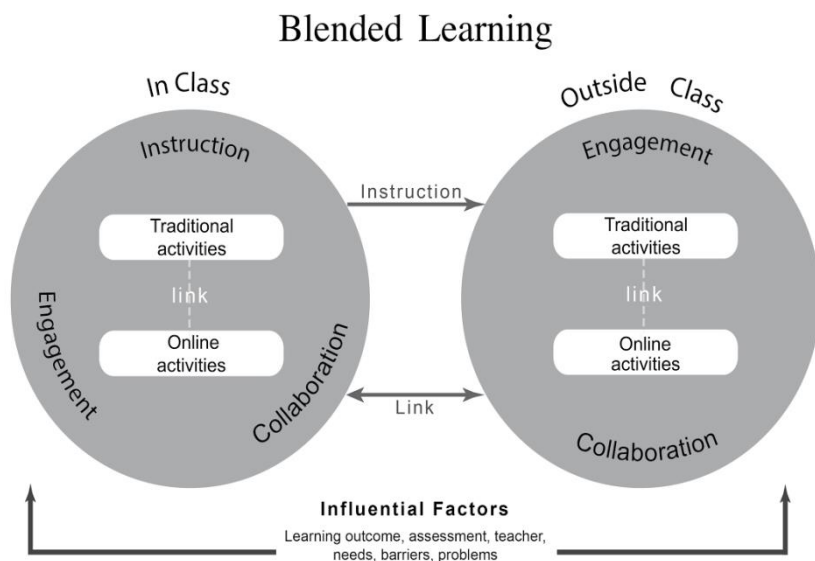 Blended Learning
In Class
Outside Class
Instruction
Engagement
Instruction
Traditional
activities
Traditional
activities
link
link
Engagement
Online
activities
Online
activities
Collaboration
Link
Collaboration
Influential Factors
Learning outcome, assessment, teacher,
needs, barriers, problems